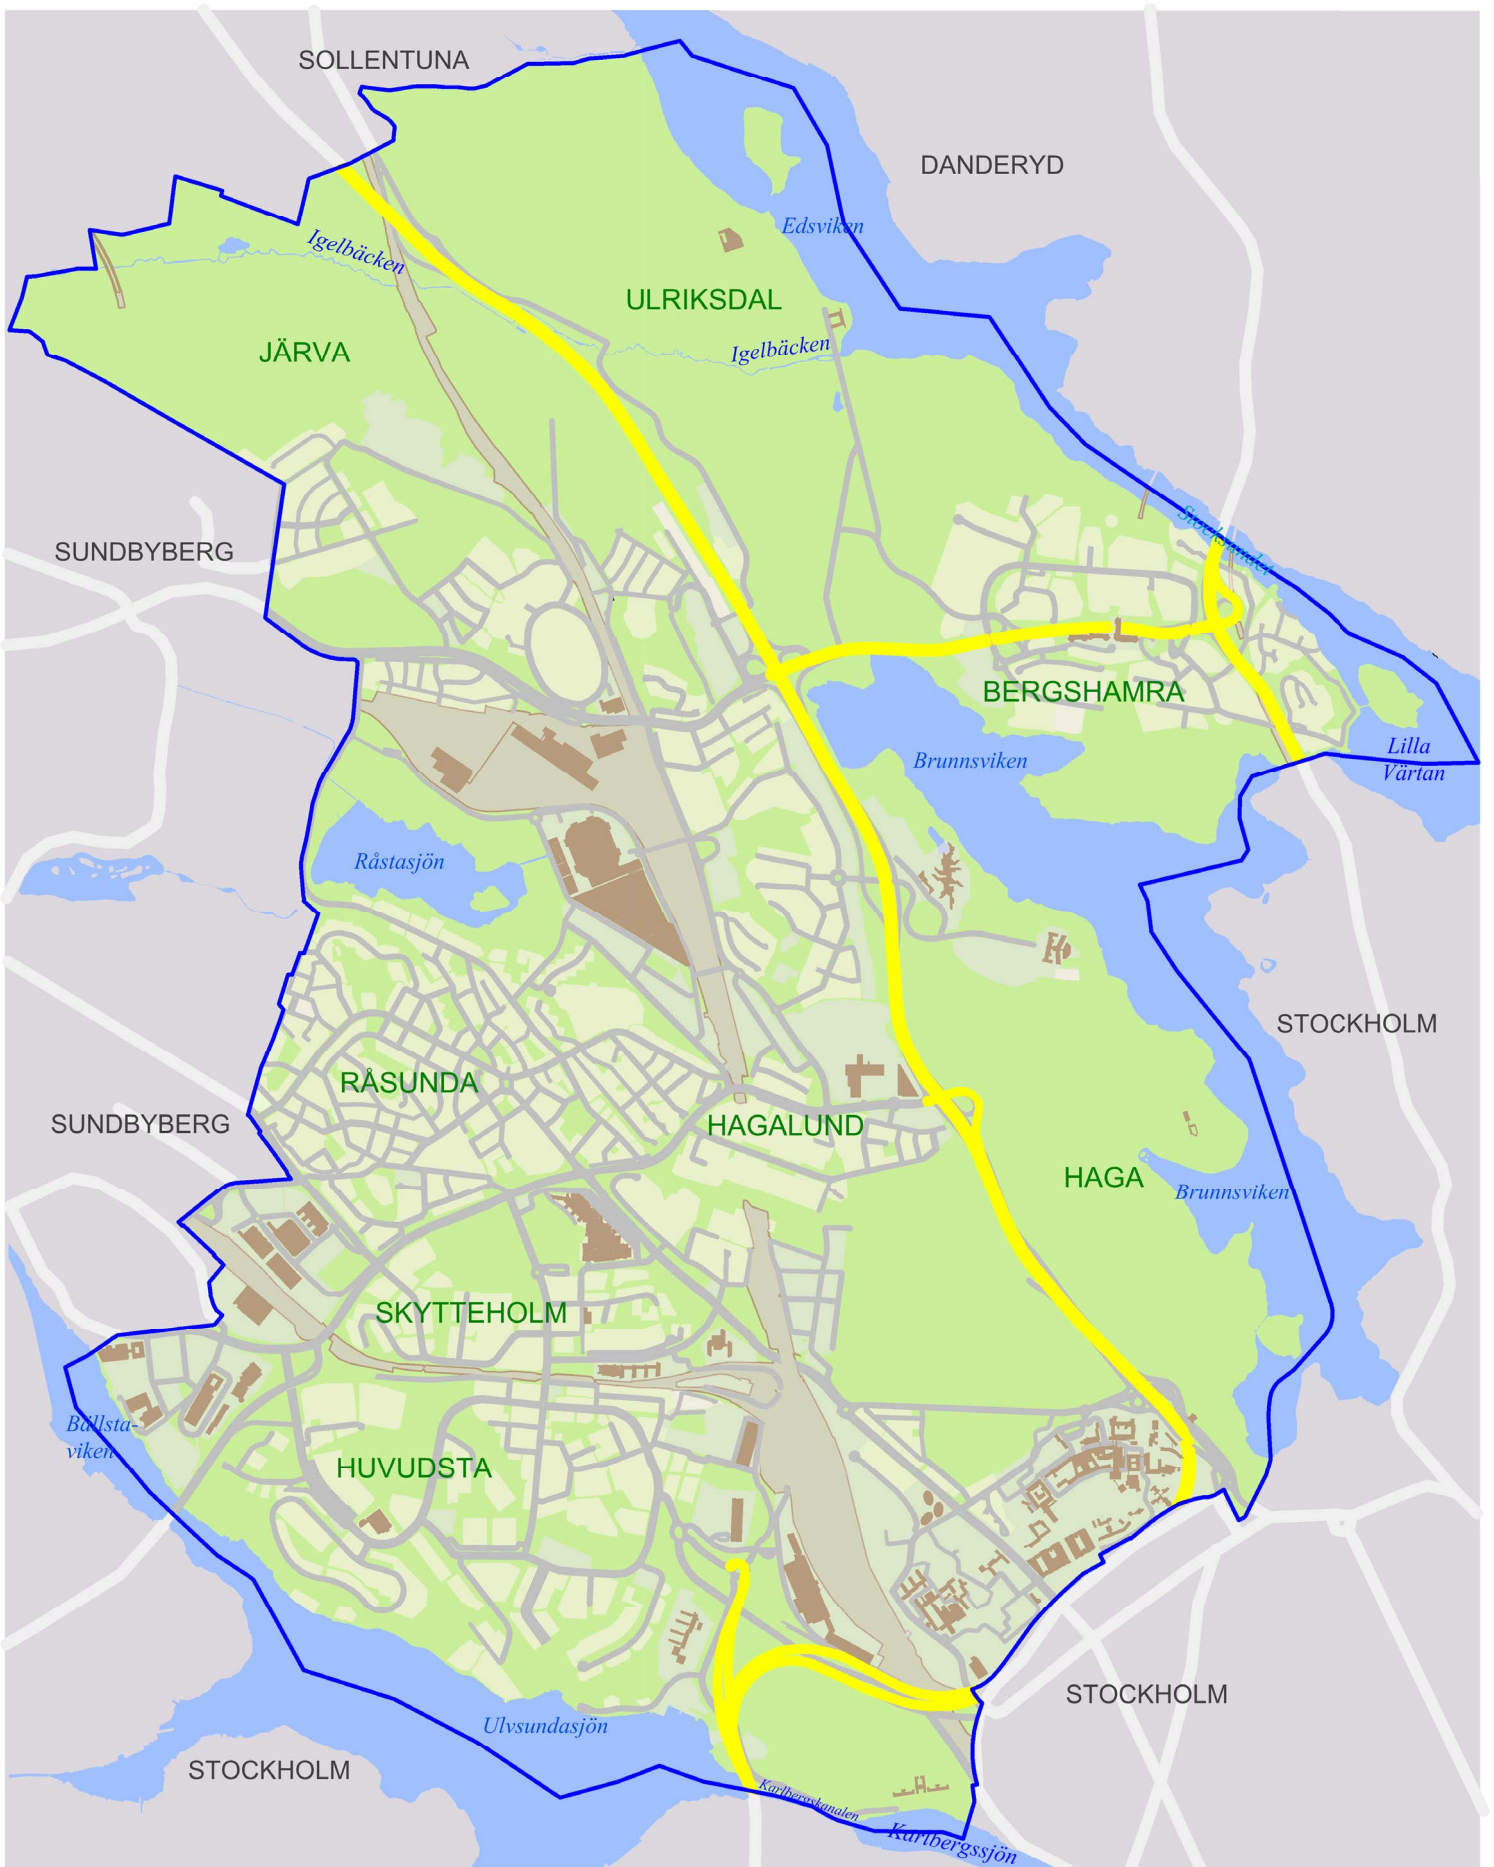 SOLLENTUNA
DANDERYD
Edsviken
Igelbäcken
ULRIKSDAL
JÄRVA
Igelbäcken
SUNDBYBERG
Stocksundet
BERGSHAMRA
Brunnsviken
Lilla
Värtan
Råstasjön
STOCKHOLM
RÅSUNDA
SUNDBYBERG
HAGALUND
HAGA
Brunnsviken
SKYTTEHOLM
Bällsta-
viken
HUVUDSTA
STOCKHOLM
Ulvsundasjön
STOCKHOLM
Karlbergskanalen
Karlbergssjön